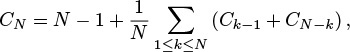 C_N = N - 1 + \frac{1}{N} \sum_{1 \le k \le N} (C_{k-1} + C_{N-k}) ,